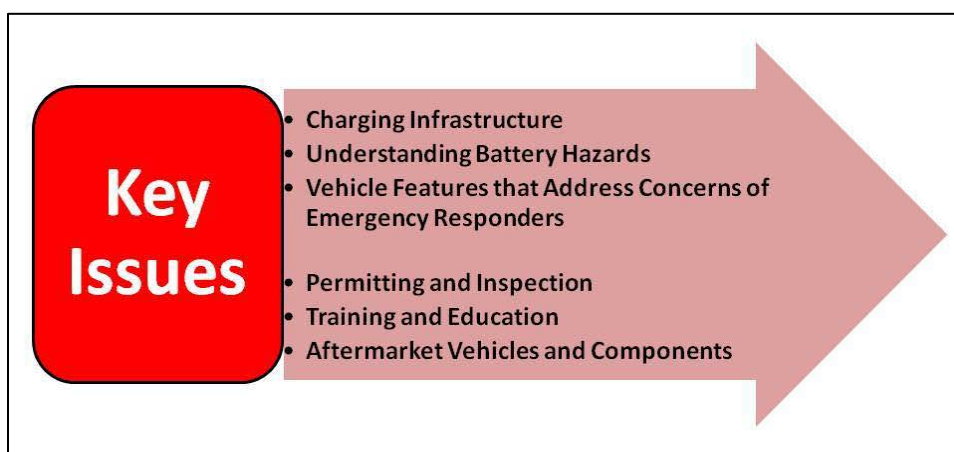 Key
Issues
• Charging Infrastructure
• Understanding Battery Hazards
• Vehicle Features that Address Concerns of
Emergency Responders
• Permitting and Inspection
• Training and Education
• Aftermarket Vehicles and Components